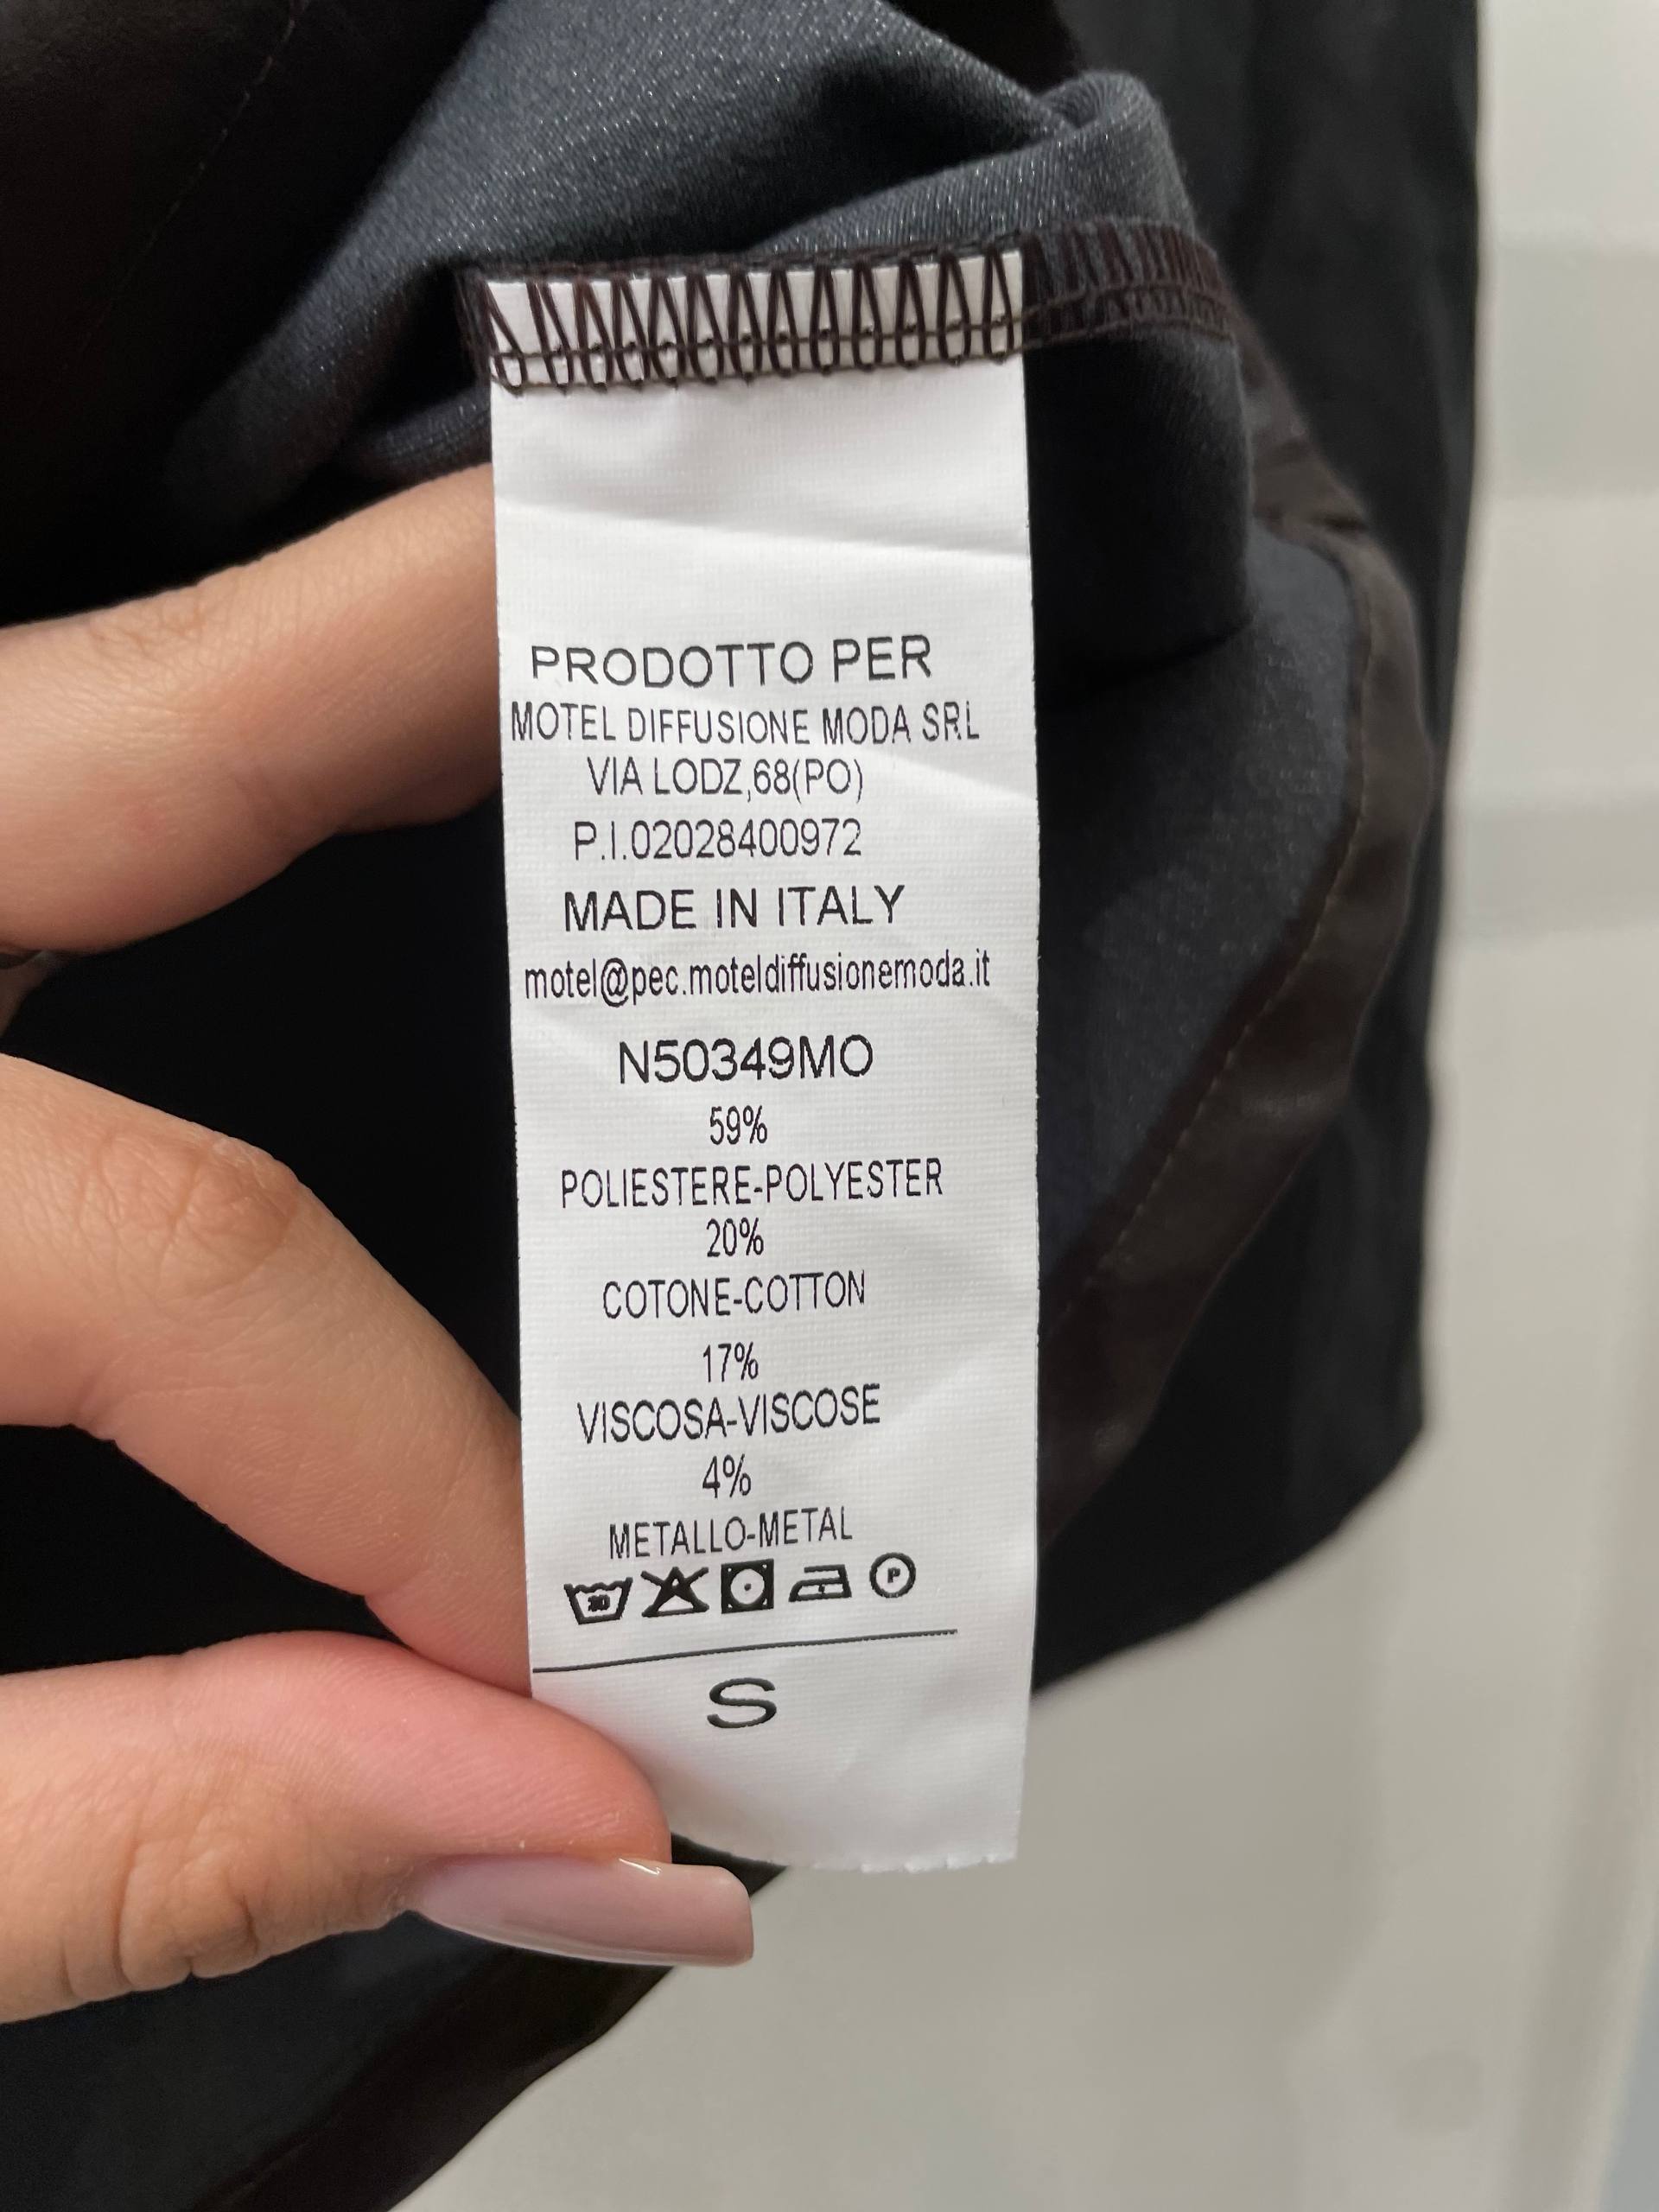 PRODOTTO PER
MOTEL DIFFUSIONE MODA SRL
VIA LODZ,68(PO)
P.I.02028400972
MADE IN ITALY
motel@pec.moteldiffusionemoda.it
N50349MO
59%
POLIESTERE-POLYESTER
20%
COTONE-COTTON
17%
VISCOSA-VISCOSE
4%
METALLO-METAL
30 P
S